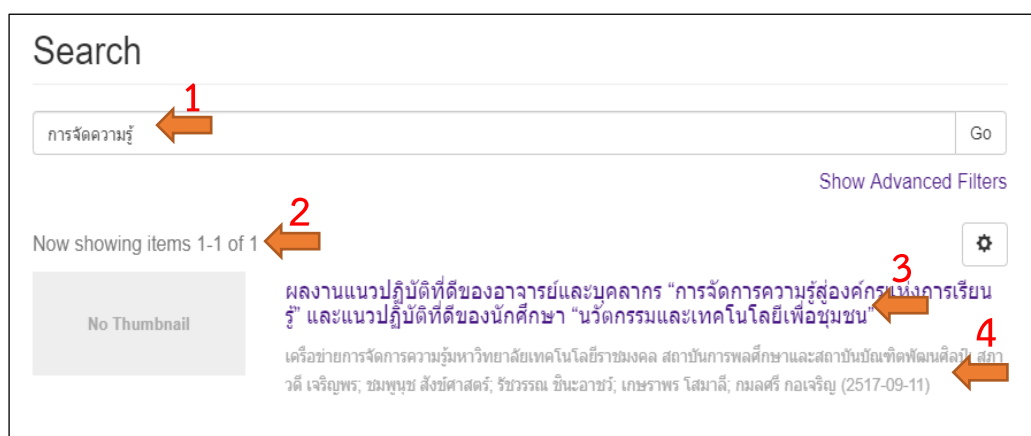 Search
1
การจัดความรู้
Go
Show Advanced Filters
2
Now showing items 1-1 of 1
3
No Thumbnail
ผลงานแนวปฏิบัติที่ดีของอาจารย์และบุคลากร “การจัดการความรู้สู่องค์กรแห่งการเรียน
รู้” และแนวปฏิบัติที่ดีของนักศึกษา “นวัตกรรมและเทคโนโลยีเพื่อชุมชน”
4
เครือข่ายการจัดการความรู้มหาวิทยาลัยเทคโนโลยีราชมงคล สถาบันการพลศึกษาและสถาบันบัณฑิตพัฒนศิลป์; สุภา
วดี เจริญพร; ชมพูนุช สังข์ศาสตร์; รัชวรรณ ชินะอาชว์; เกษราพร โสมาลี; กมลศรี กอเจริญ (2517-09-11)